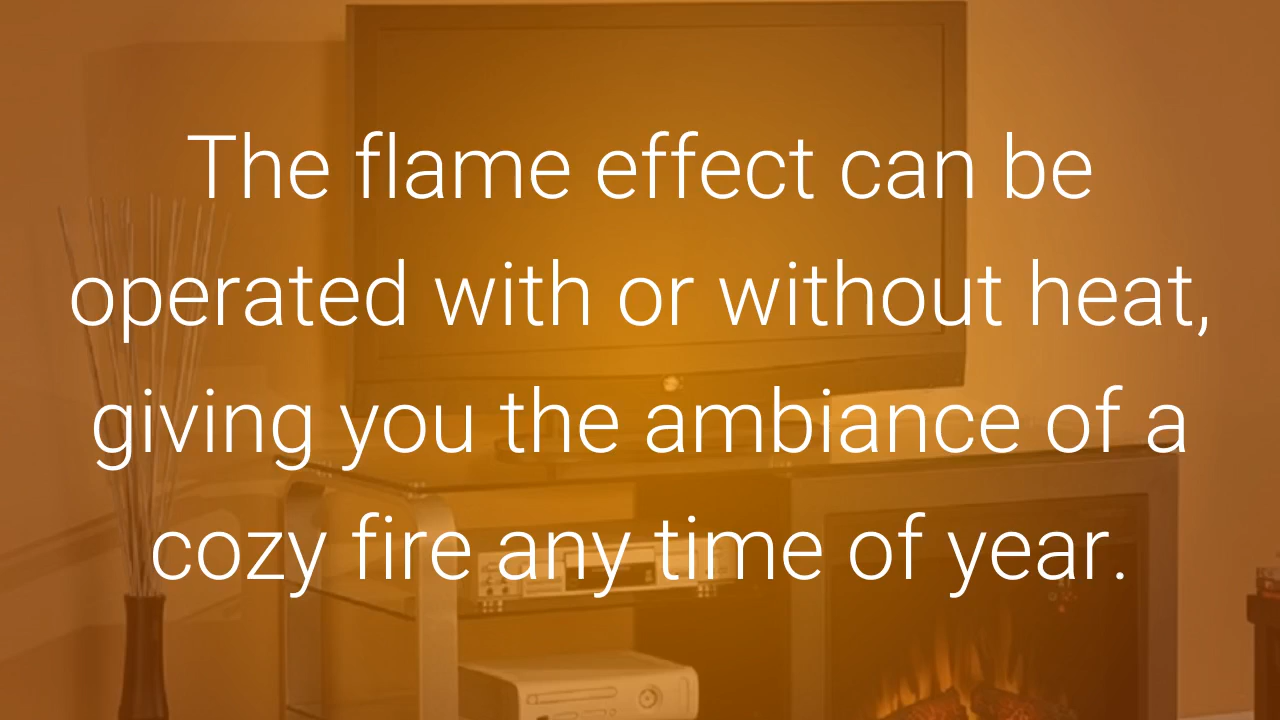 The flame effect can be
operated with or without heat,
giving you the ambiance of a
cozy fire any time of year.